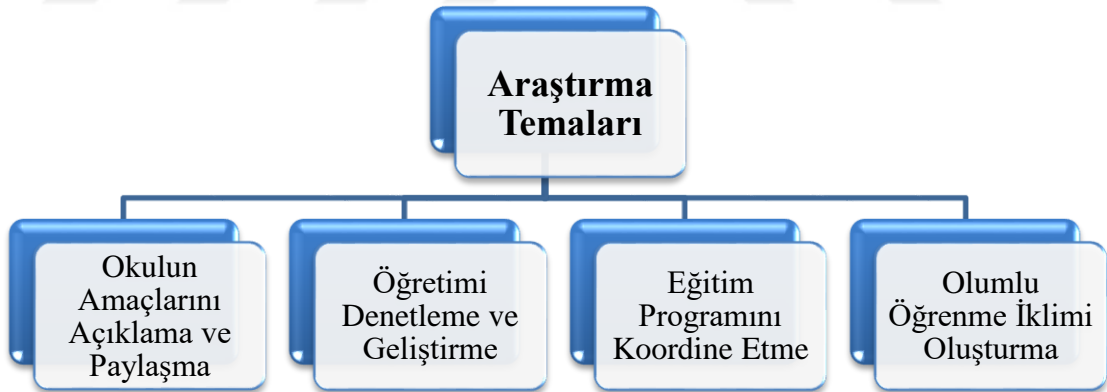 Araştırma
Temaları
Okulun
Amaçlarını
Açıklama ve
Paylaşma
Öğretimi
Denetleme ve
Geliştirme
Eğitim
Programını
Koordine Etme
Olumlu
Öğrenme İklimi
Oluşturma